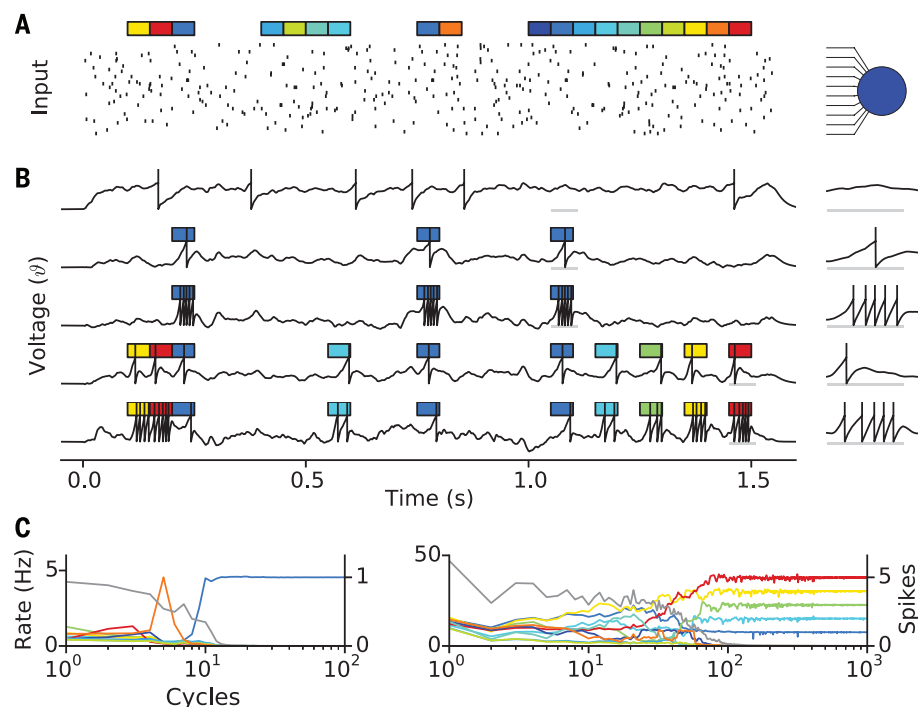 A
Input
B
Voltage (ϑ)
0.0 0.5 1.0 1.5
Time (s)
C
Rate (Hz)
5
0
1
0
10⁰ 10¹ 10²
Cycles
50
0
5
0
Spikes
10⁰ 10¹ 10² 10³